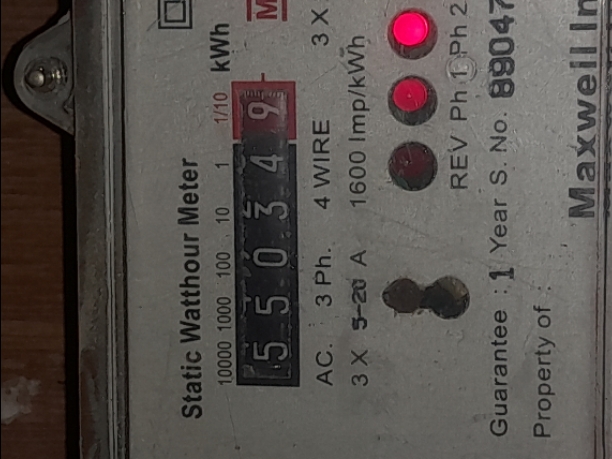 Static Watthour Meter
10000 1000 100 10 1 1/10 kWh
5 5 0 3 4 9
AC. 3 Ph. 4 WIRE 3 X
3 X 5-20 A 1600 Imp/kWh
REV Ph 1 Ph 2
Guarantee : 1 Year S. No. 89047
Property of :
Maxwell In